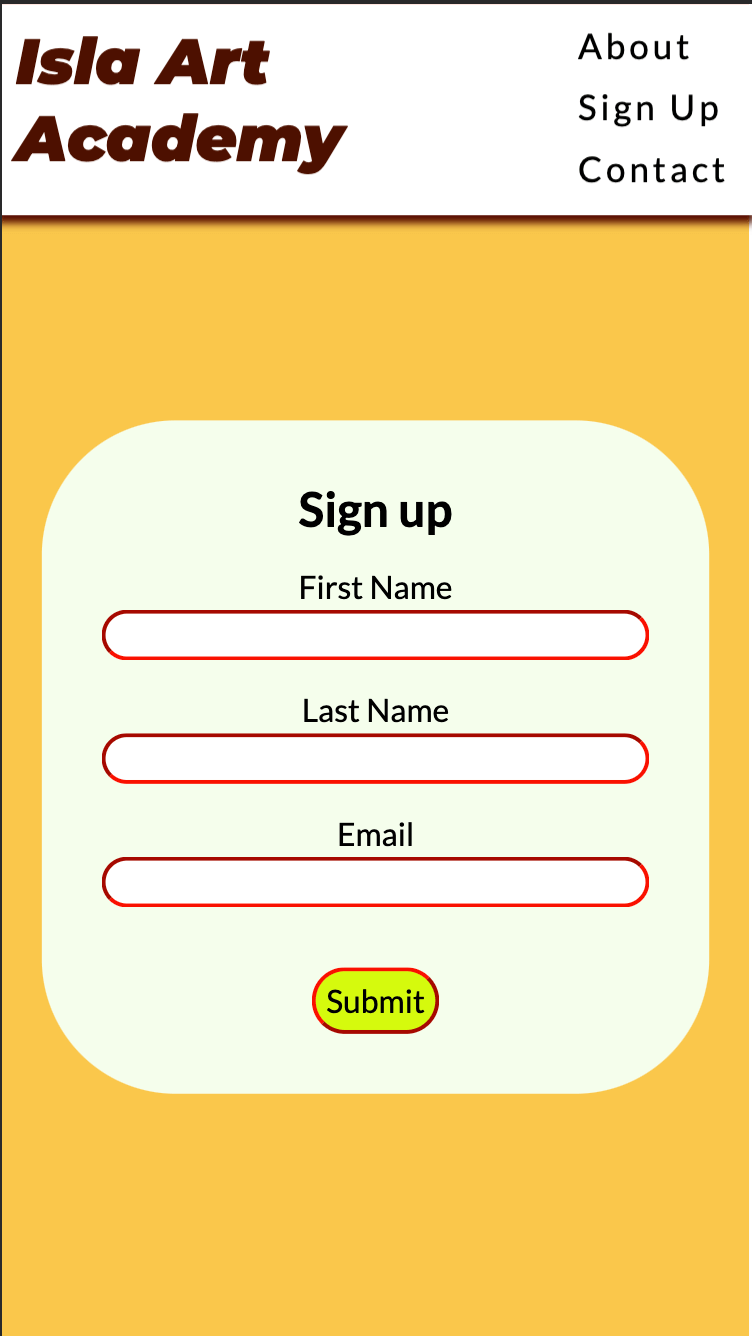 Isla Art
Academy
About
Sign Up
Contact
Sign up
First Name
Last Name
Email
Submit